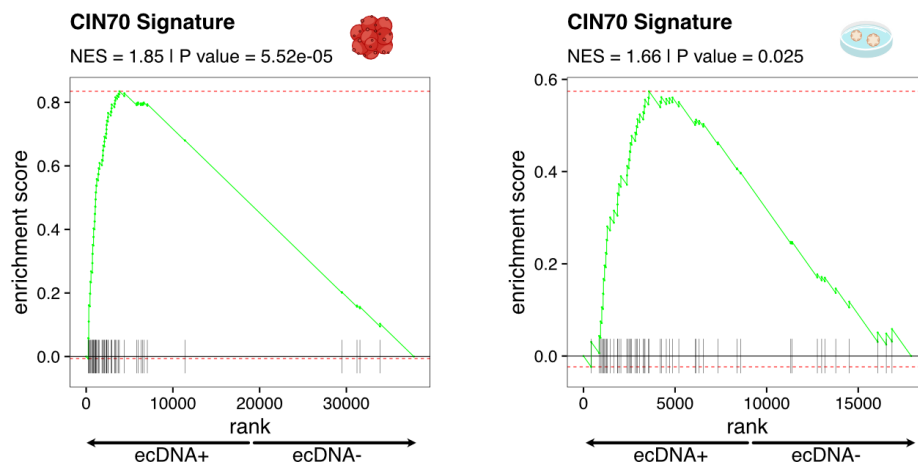 CIN70 Signature
NES = 1.85 | P value = 5.52e-05
0.8
0.6
0.4
0.2
0.0
enrichment score
0 10000 20000 30000
rank
ecDNA+ ecDNA-
CIN70 Signature
NES = 1.66 | P value = 0.025
0.6
0.4
0.2
0.0
enrichment score
0 5000 10000 15000
rank
ecDNA+ ecDNA-